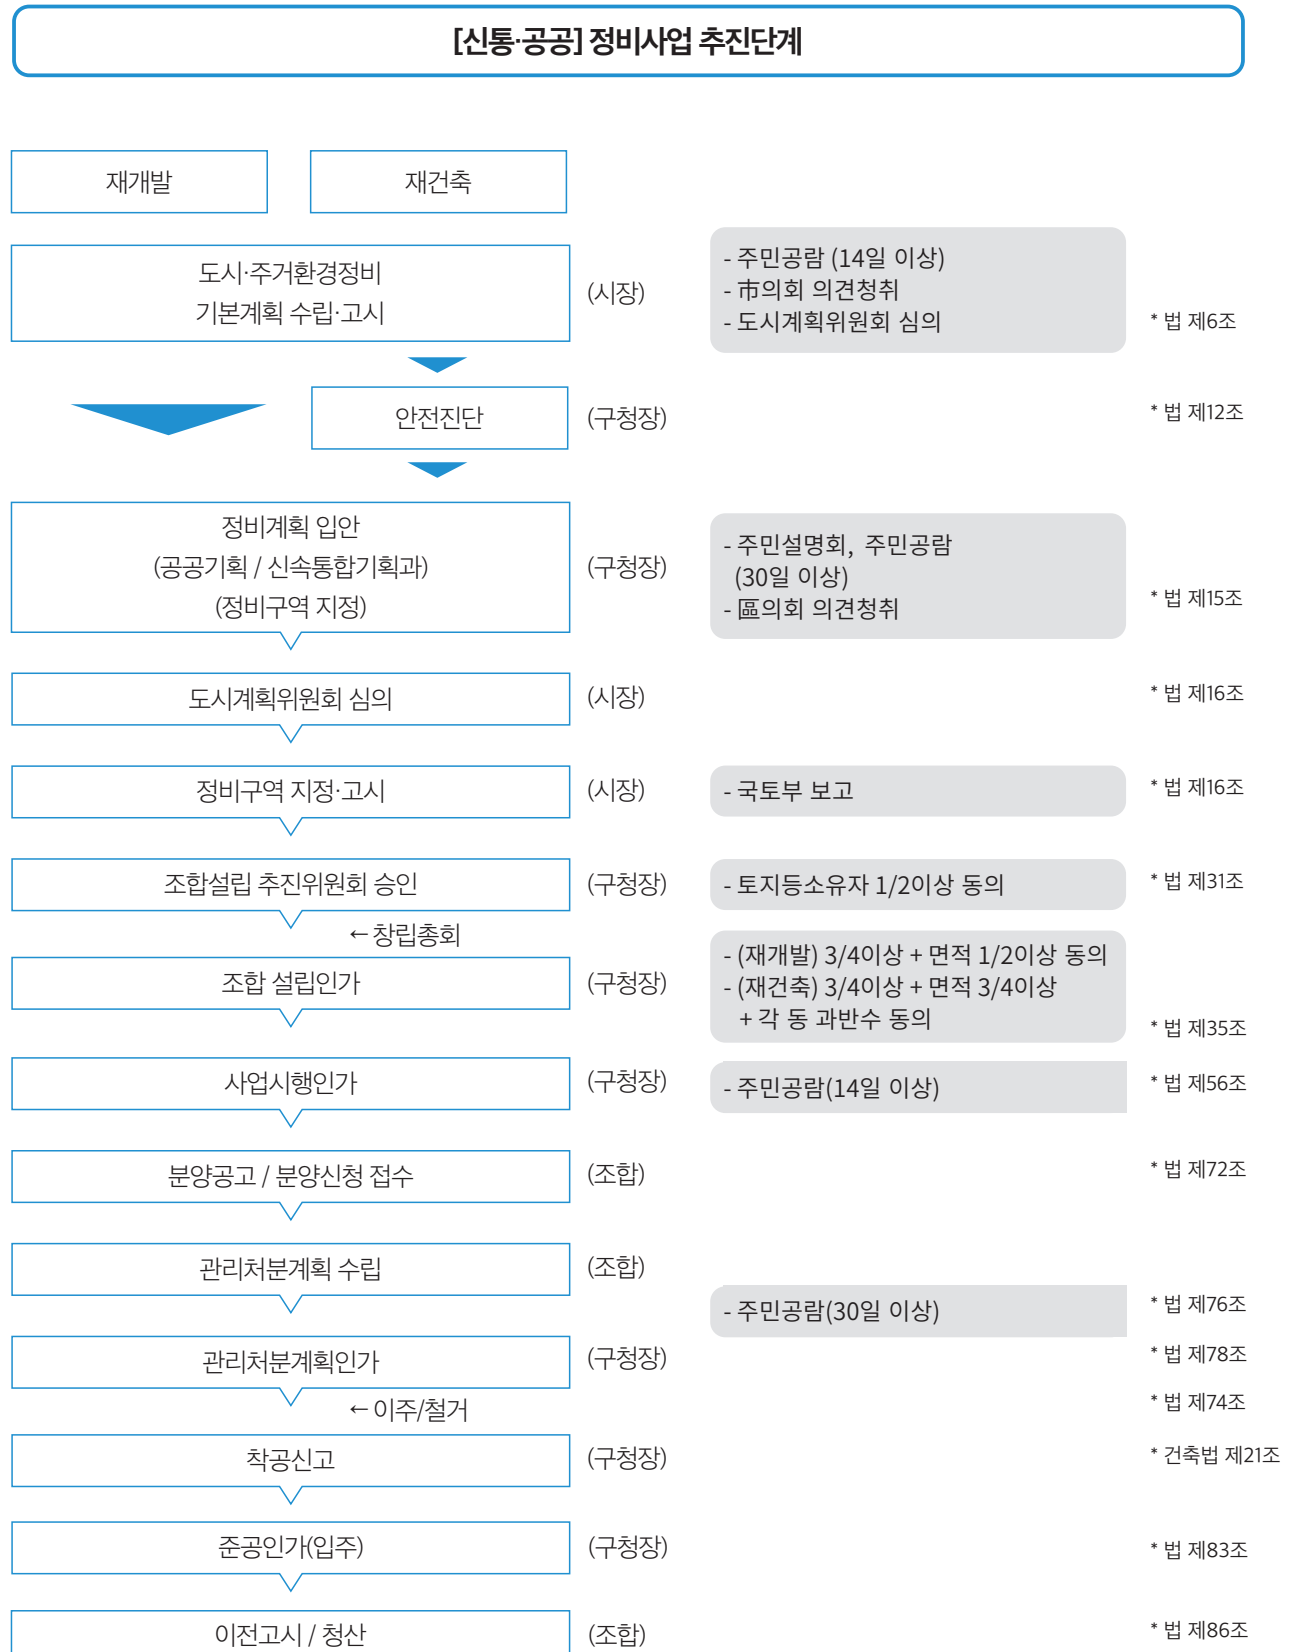 [신통·공공] 정비사업 추진단계
재개발
재건축
도시·주거환경정비
기본계획 수립·고시
(시장)
- 주민공람 (14일 이상)
- 市의회 의견청취
- 도시계획위원회 심의
* 법 제6조
안전진단
(구청장)
* 법 제12조
정비계획 입안
(공공기획 / 신속통합기획과)
(정비구역 지정)
(구청장)
- 주민설명회, 주민공람
(30일 이상)
- 區의회 의견청취
* 법 제15조
도시계획위원회 심의
(시장)
* 법 제16조
정비구역 지정·고시
(시장)
- 국토부 보고
* 법 제16조
조합설립 추진위원회 승인
(구청장)
- 토지등소유자 1/2이상 동의
* 법 제31조
←창립총회
조합 설립인가
(구청장)
- (재개발) 3/4이상 + 면적 1/2이상 동의
- (재건축) 3/4이상 + 면적 3/4이상
+ 각 동 과반수 동의
* 법 제35조
사업시행인가
(구청장)
- 주민공람(14일 이상)
* 법 제56조
분양공고 / 분양신청 접수
(조합)
* 법 제72조
관리처분계획 수립
(조합)
- 주민공람(30일 이상)
* 법 제76조
관리처분계획인가
(구청장)
* 법 제78조
←이주/철거
* 법 제74조
착공신고
(구청장)
* 건축법 제21조
준공인가(입주)
(구청장)
* 법 제83조
이전고시 / 청산
(조합)
* 법 제86조